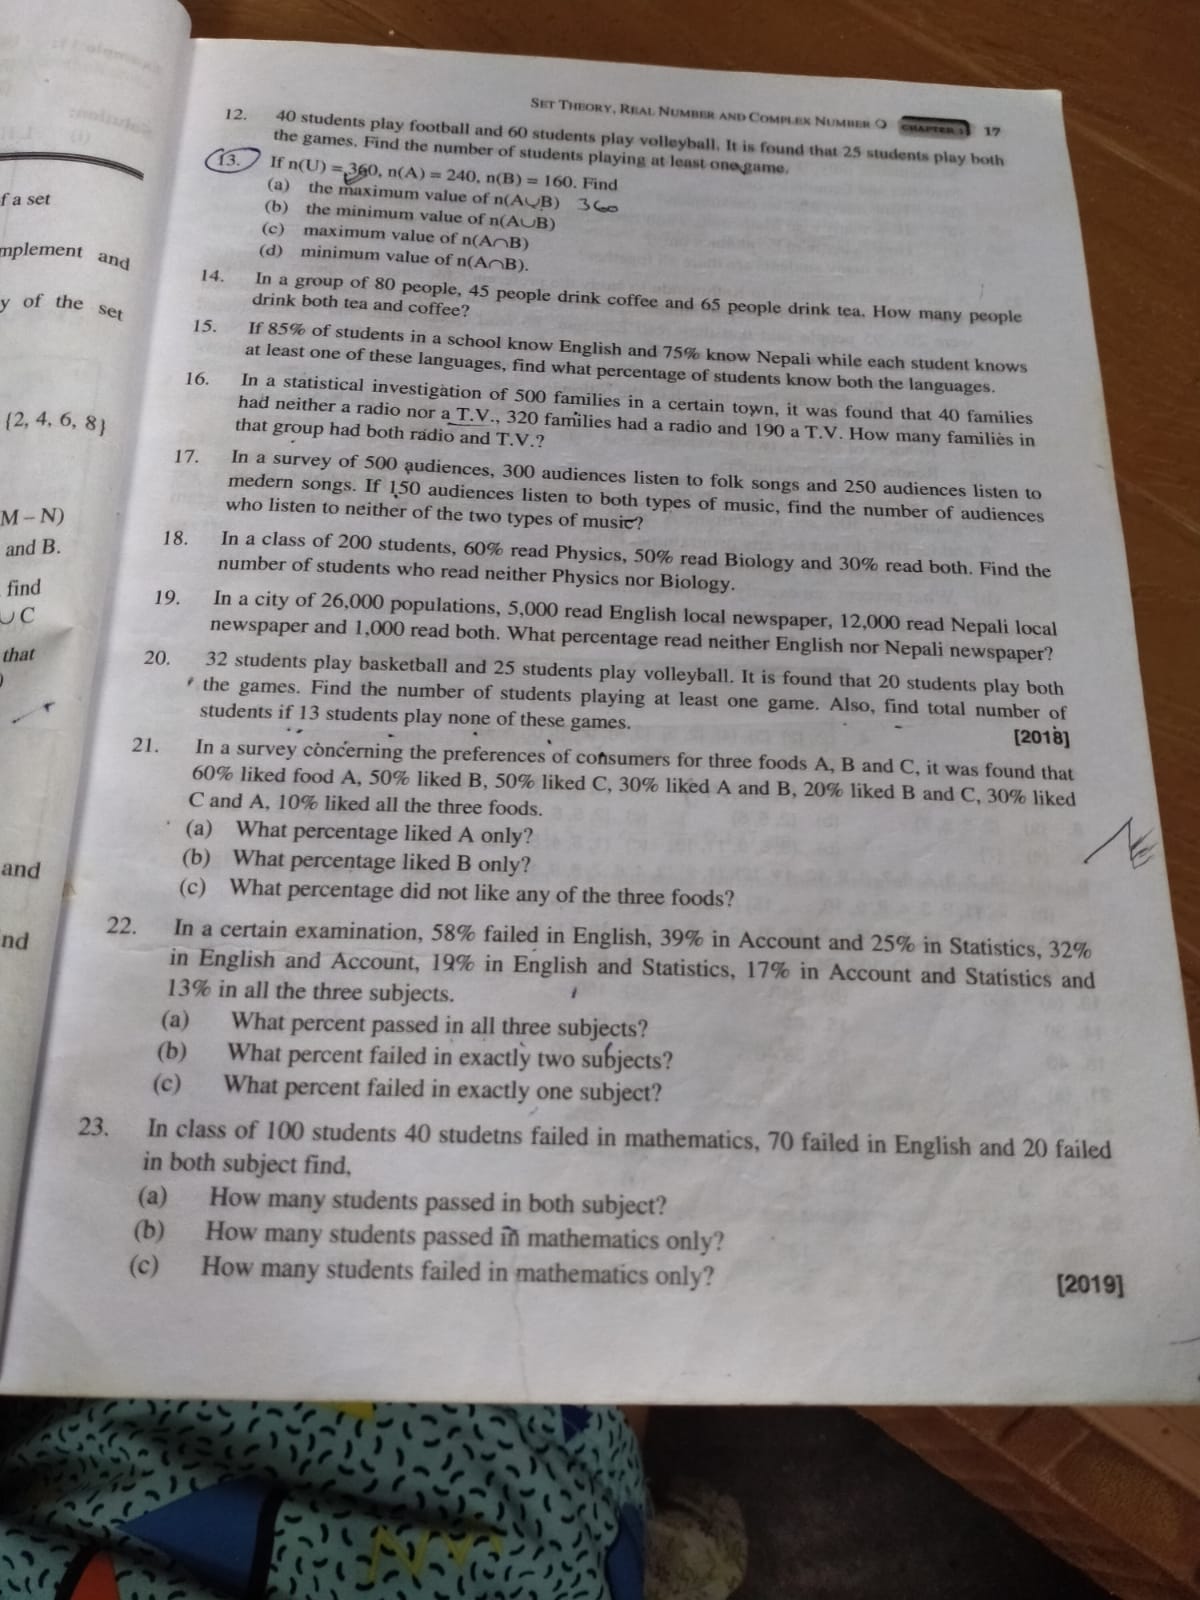 f a set
mplement and
y of the set
{2, 4, 6, 8}
M – N)
and B.
find
∪ C
that
)
and
nd
SET THEORY, REAL NUMBER AND COMPLEX NUMBER CHAPTER 1 17
12. 40 students play football and 60 students play volleyball. It is found that 25 students play both
the games. Find the number of students playing at least one game.
13. If n(U) = 360, n(A) = 240, n(B) = 160. Find
(a) the maximum value of n(A∪B) 360
(b) the minimum value of n(A∪B)
(c) maximum value of n(A∩B)
(d) minimum value of n(A∩B).
14. In a group of 80 people, 45 people drink coffee and 65 people drink tea. How many people
drink both tea and coffee?
15. If 85% of students in a school know English and 75% know Nepali while each student knows
at least one of these languages, find what percentage of students know both the languages.
16. In a statistical investigation of 500 families in a certain town, it was found that 40 families
had neither a radio nor a T.V., 320 families had a radio and 190 a T.V. How many families in
that group had both radio and T.V.?
17. In a survey of 500 audiences, 300 audiences listen to folk songs and 250 audiences listen to
medern songs. If 150 audiences listen to both types of music, find the number of audiences
who listen to neither of the two types of music?
18. In a class of 200 students, 60% read Physics, 50% read Biology and 30% read both. Find the
number of students who read neither Physics nor Biology.
19. In a city of 26,000 populations, 5,000 read English local newspaper, 12,000 read Nepali local
newspaper and 1,000 read both. What percentage read neither English nor Nepali newspaper?
20. 32 students play basketball and 25 students play volleyball. It is found that 20 students play both
the games. Find the number of students playing at least one game. Also, find total number of
students if 13 students play none of these games. [2018]
21. In a survey concerning the preferences of consumers for three foods A, B and C, it was found that
60% liked food A, 50% liked B, 50% liked C, 30% liked A and B, 20% liked B and C, 30% liked
C and A, 10% liked all the three foods.
(a) What percentage liked A only?
(b) What percentage liked B only?
(c) What percentage did not like any of the three foods?
22. In a certain examination, 58% failed in English, 39% in Account and 25% in Statistics, 32%
in English and Account, 19% in English and Statistics, 17% in Account and Statistics and
13% in all the three subjects.
(a) What percent passed in all three subjects?
(b) What percent failed in exactly two subjects?
(c) What percent failed in exactly one subject?
23. In class of 100 students 40 studetns failed in mathematics, 70 failed in English and 20 failed
in both subject find,
(a) How many students passed in both subject?
(b) How many students passed in mathematics only?
(c) How many students failed in mathematics only? [2019]